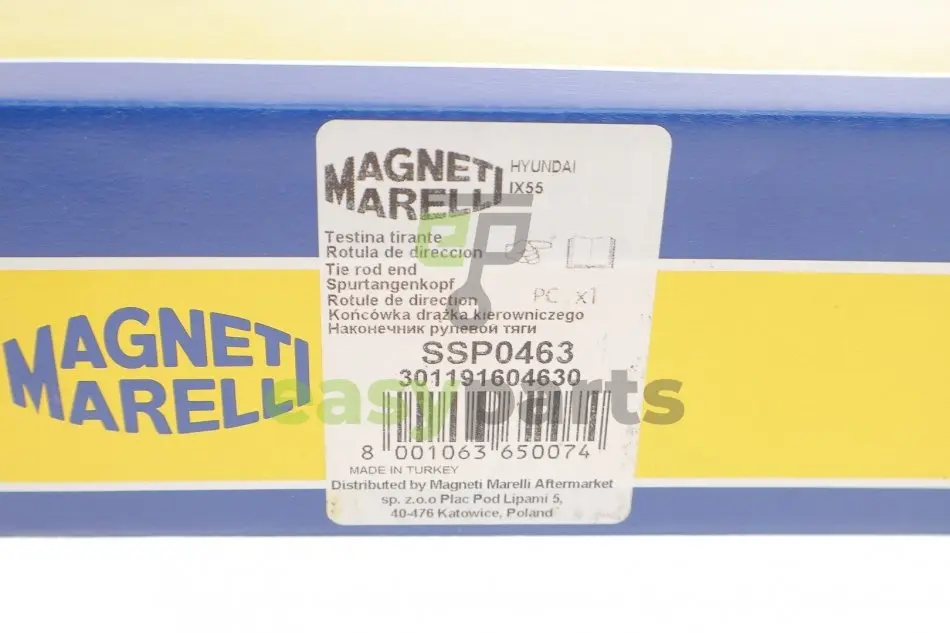 MAGNETI
MARELLI
HYUNDAI
IX55
Testina tirante
Rotula de direccion
Tie rod end
Spurtangenkopf
Rotule de direction
Końcówka drążka kierowniczego
Наконечник рулевой тяги
PC. x1
SSP0463
301191604630
8 001063 650074
MADE IN TURKEY
Distributed by Magneti Marelli Aftermarket
sp. z.o.o Plac Pod Lipami 5,
40-476 Katowice, Poland
MAGNETI
MARELLI
easyparts